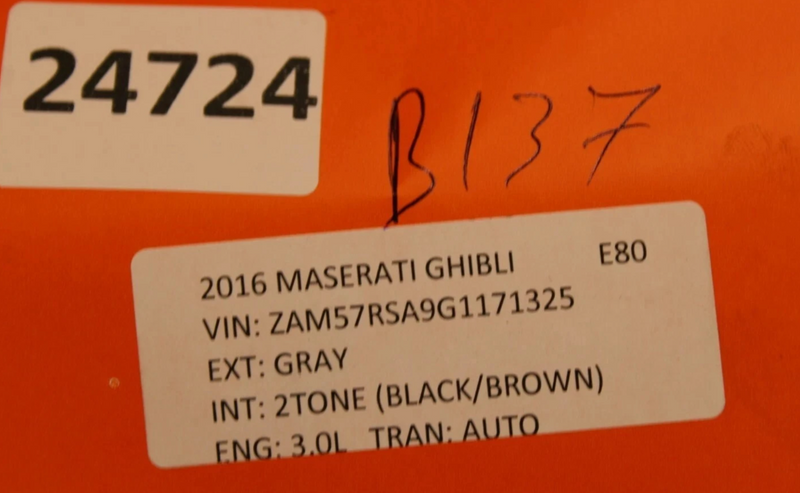 24724
B137
2016 MASERATI GHIBLI E80
VIN: ZAM57RSA9G1171325
EXT: GRAY
INT: 2TONE (BLACK/BROWN)
ENG: 3.0L TRAN: AUTO